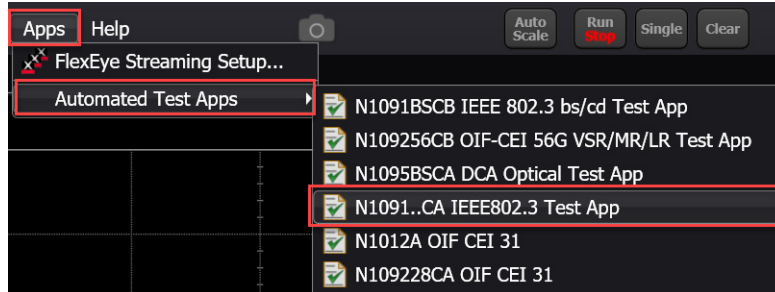 Apps Help Auto Scale Run Stop Single Clear
FlexEye Streaming Setup...
Automated Test Apps
N1091BSCB IEEE 802.3 bs/cd Test App
N109256CB OIF-CEI 56G VSR/MR/LR Test App
N1095BSCA DCA Optical Test App
N1091..CA IEEE802.3 Test App
N1012A OIF CEI 31
N109228CA OIF CEI 31